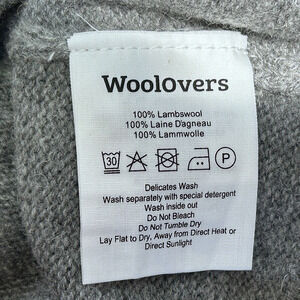 WoolOvers
100% Lambswool
100% Laine D'agneau
100% Lammwolle
30 P
Delicates Wash
Wash separately with special detergent
Wash inside out
Do Not Bleach
Do Not Tumble Dry
Lay Flat to Dry, Away from Direct Heat or
Direct Sunlight